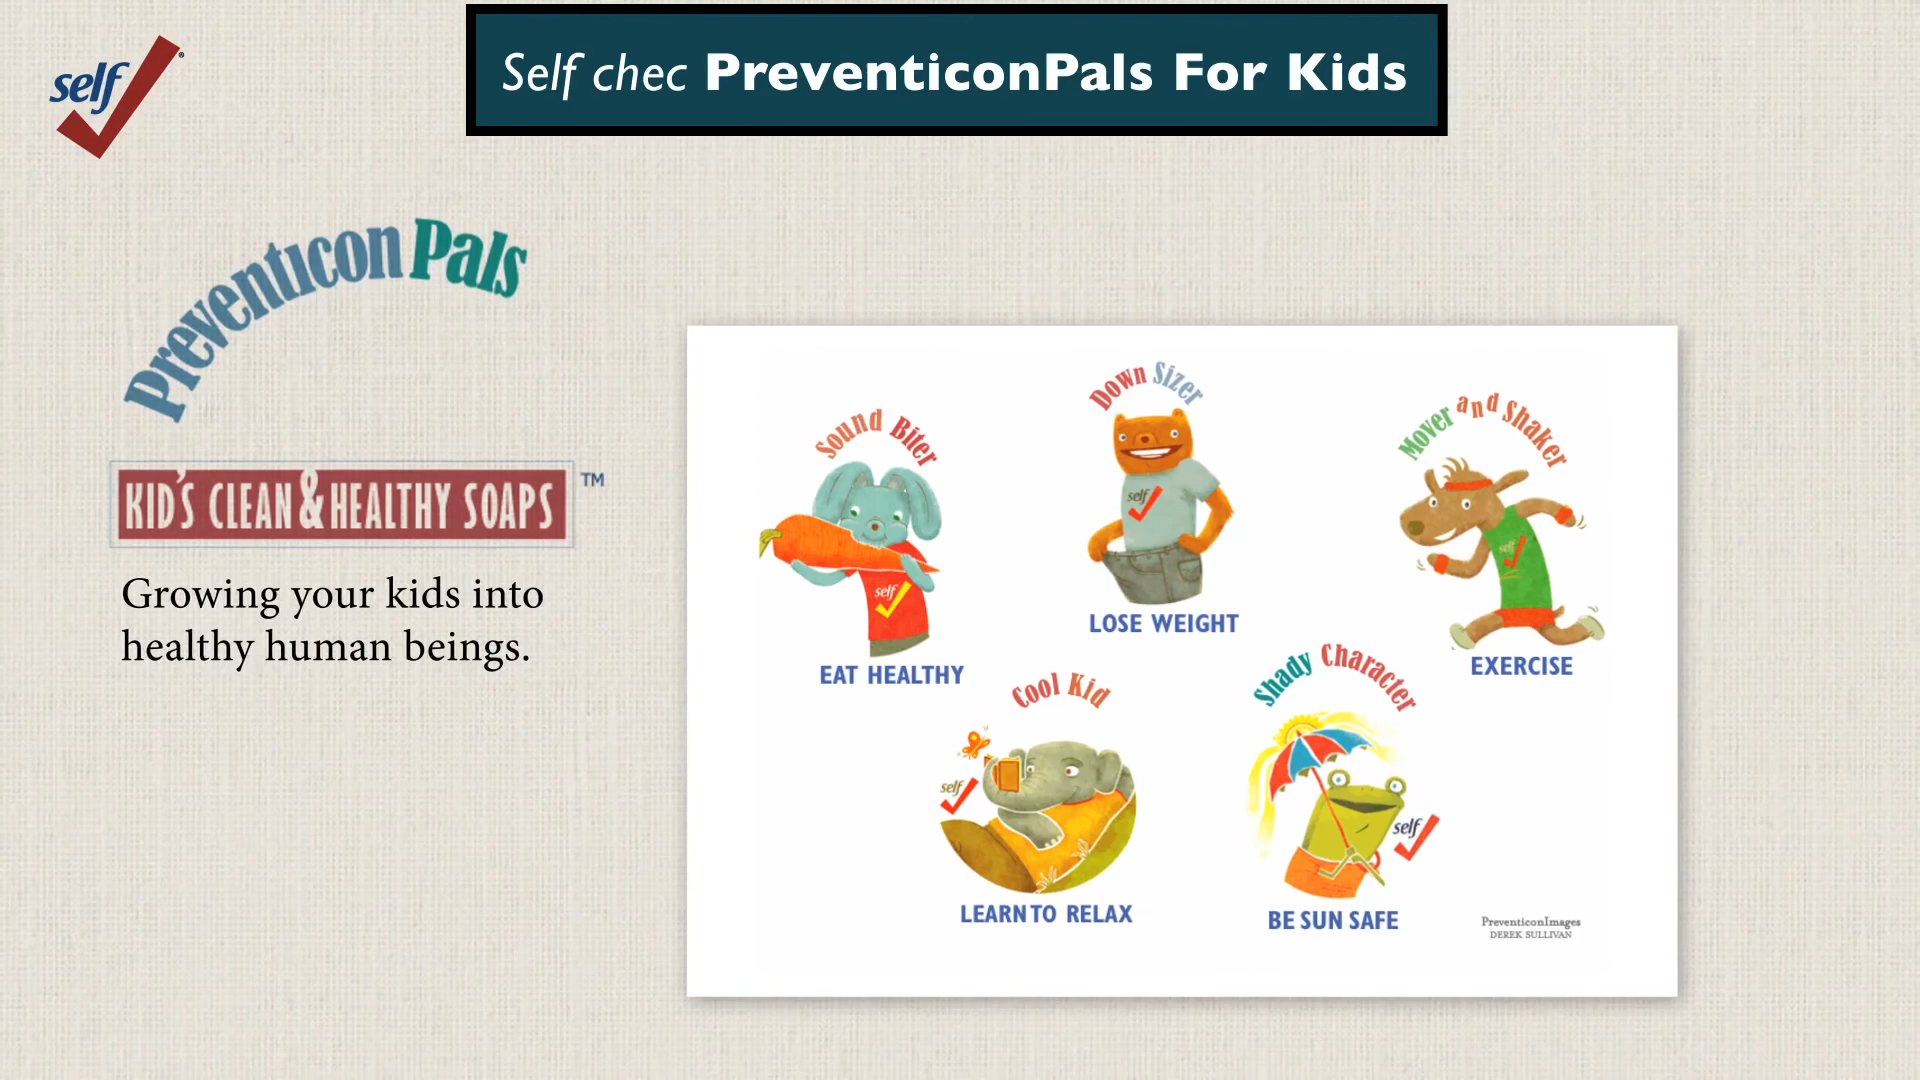 self®
Self chec PreventiconPals For Kids
Preventicon Pals
KID'S CLEAN & HEALTHY SOAPS ™
Growing your kids into
healthy human beings.
Sound Biter
self
EAT HEALTHY
Down Sizer
self
LOSE WEIGHT
Mover and Shaker
self
EXERCISE
Cool Kid
self
LEARN TO RELAX
Shady Character
self
BE SUN SAFE
PreventiconImages
DEREK SULLIVAN